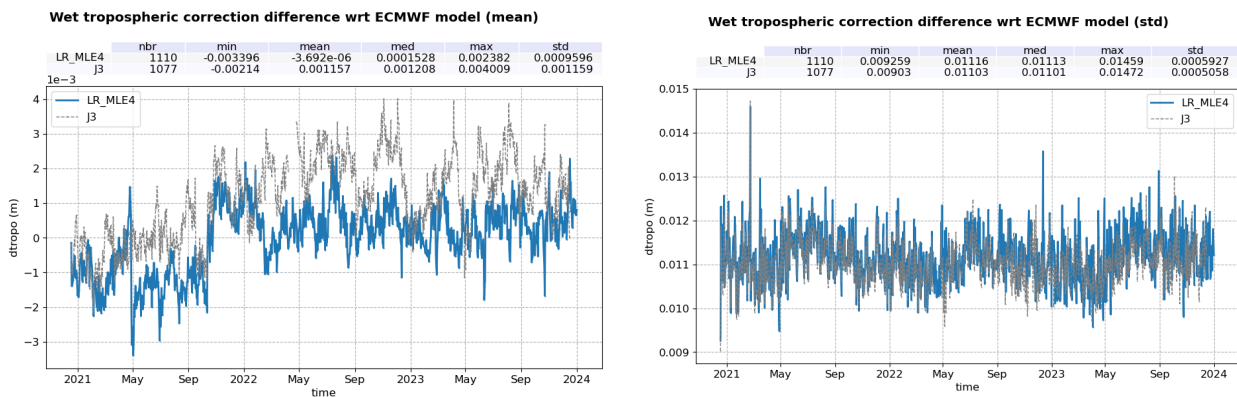 Wet tropospheric correction difference wrt ECMWF model (mean)
nbr min mean med max std
LR_MLE4 1110 -0.003396 -3.692e-06 0.0001528 0.002382 0.0009596
J3 1077 -0.00214 0.001157 0.001208 0.004009 0.001159
1e−3
LR_MLE4
J3
4
3
2
1
0
−1
−2
−3
dtropo (m)
2021 May Sep 2022 May Sep 2023 May Sep 2024
time
Wet tropospheric correction difference wrt ECMWF model (std)
nbr min mean med max std
LR_MLE4 1110 0.009259 0.01116 0.01113 0.01459 0.0005927
J3 1077 0.00903 0.01103 0.01101 0.01472 0.0005058
LR_MLE4
J3
0.015
0.014
0.013
0.012
0.011
0.010
0.009
dtropo (m)
2021 May Sep 2022 May Sep 2023 May Sep 2024
time